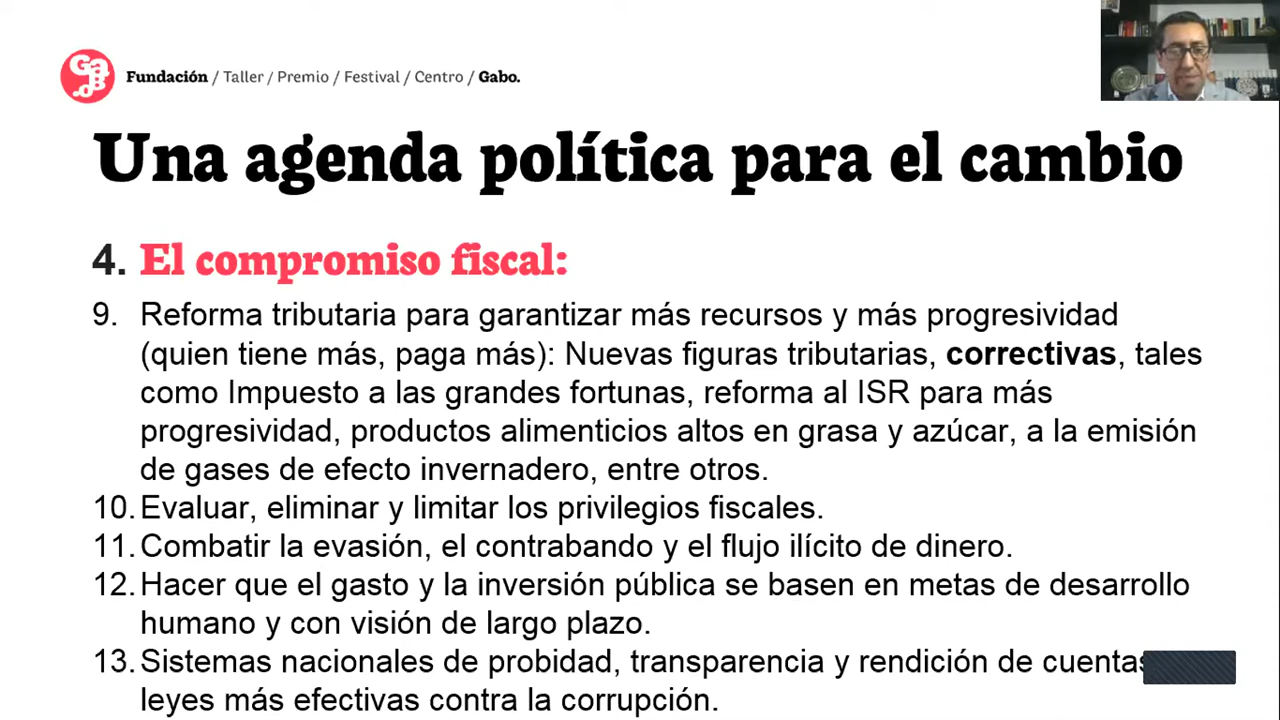 Gabo.
Fundación / Taller / Premio / Festival / Centro / Gabo.
Una agenda política para el cambio
4. El compromiso fiscal:
9. Reforma tributaria para garantizar más recursos y más progresividad
(quien tiene más, paga más): Nuevas figuras tributarias, correctivas, tales
como Impuesto a las grandes fortunas, reforma al ISR para más
progresividad, productos alimenticios altos en grasa y azúcar, a la emisión
de gases de efecto invernadero, entre otros.
10. Evaluar, eliminar y limitar los privilegios fiscales.
11. Combatir la evasión, el contrabando y el flujo ilícito de dinero.
12. Hacer que el gasto y la inversión pública se basen en metas de desarrollo
humano y con visión de largo plazo.
13. Sistemas nacionales de probidad, transparencia y rendición de cuentas
leyes más efectivas contra la corrupción.